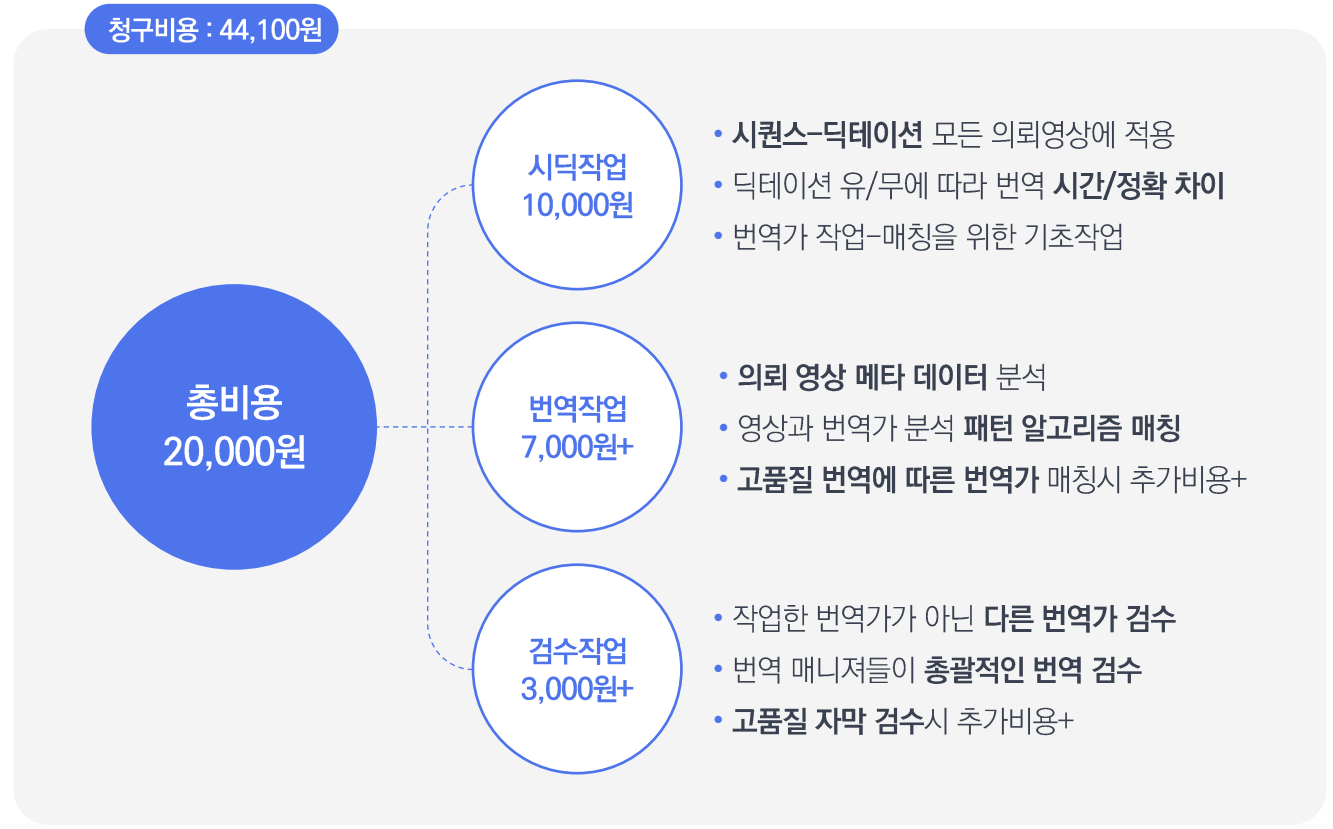 청구비용 : 44,100원
총비용
20,000원
시딕작업
10,000원
• 시퀀스-딕테이션 모든 의뢰영상에 적용
• 딕테이션 유/무에 따라 번역 시간/정확 차이
• 번역가 작업-매칭을 위한 기초작업
번역작업
7,000원+
• 의뢰 영상 메타 데이터 분석
• 영상과 번역가 분석 패턴 알고리즘 매칭
• 고품질 번역에 따른 번역가 매칭시 추가비용+
검수작업
3,000원+
• 작업한 번역가가 아닌 다른 번역가 검수
• 번역 매니져들이 총괄적인 번역 검수
• 고품질 자막 검수시 추가비용+